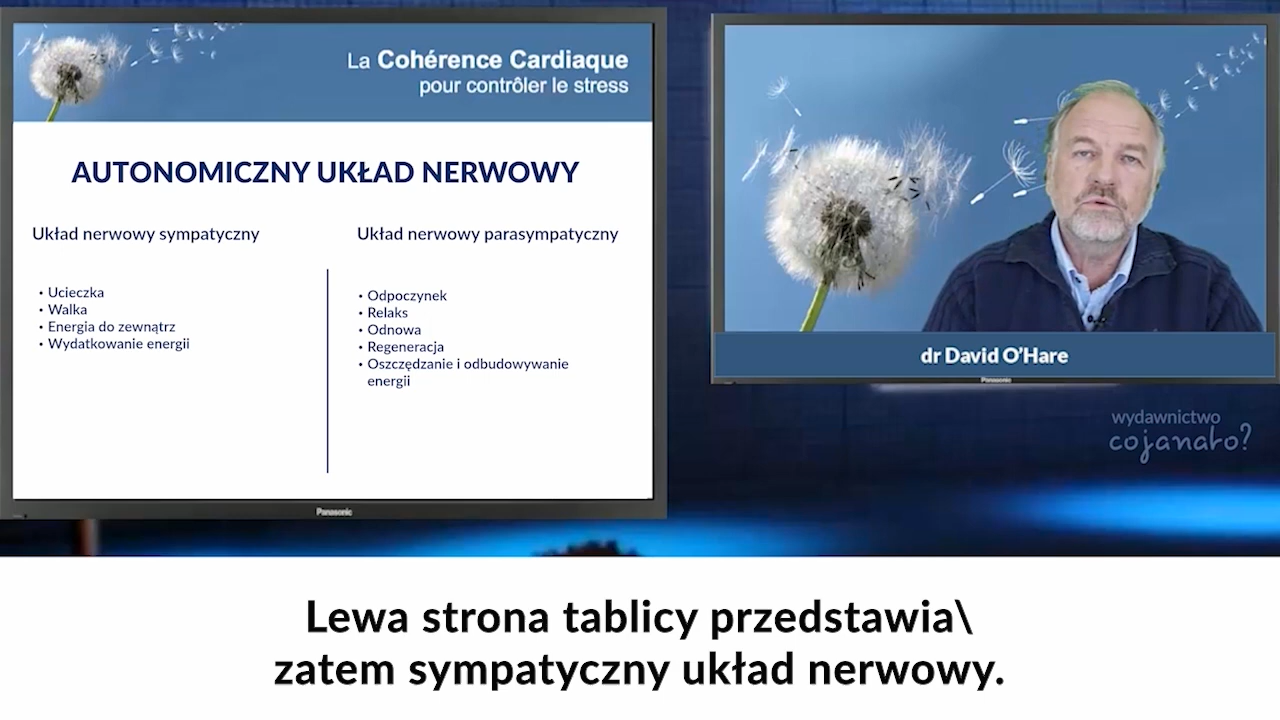 La Cohérence Cardiaque
pour contrôler le stress
AUTONOMICZNY UKŁAD NERWOWY
Układ nerwowy sympatyczny
• Ucieczka
• Walka
• Energia do zewnątrz
• Wydatkowanie energii
Układ nerwowy parasympatyczny
• Odpoczynek
• Relaks
• Odnowa
• Regeneracja
• Oszczędzanie i odbudowywanie
energii
Panasonic
dr David O'Hare
Panasonic
wydawnictwo
cojanato?
Lewa strona tablicy przedstawia\
zatem sympatyczny układ nerwowy.